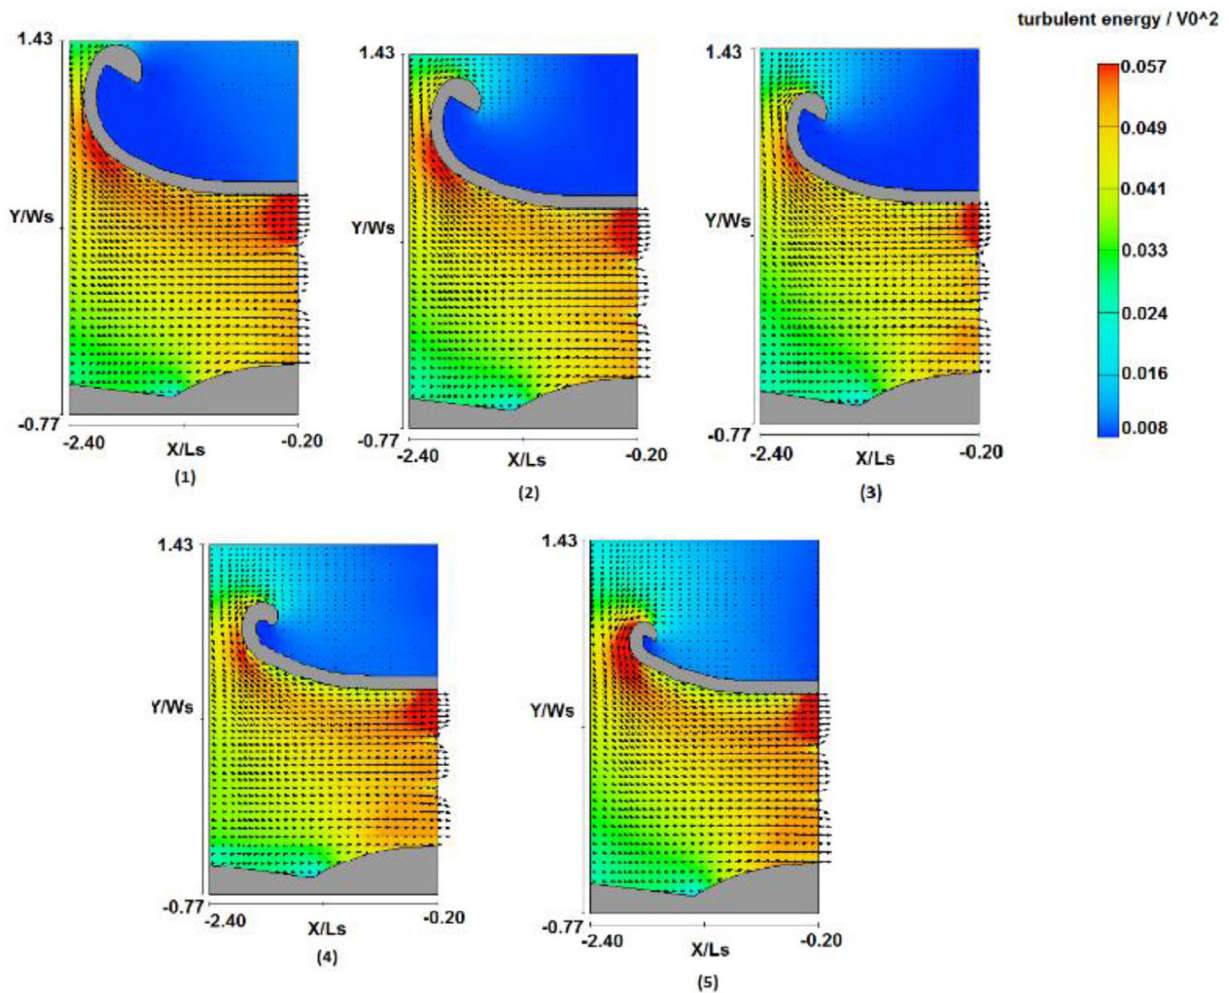 turbulent energy / V0^2
0.057
0.049
0.041
0.033
0.024
0.016
0.008
1.43
Y/Ws
-0.77
-2.40
-0.20
X/Ls
(1)
1.43
Y/Ws
-0.77
-2.40
-0.20
X/Ls
(2)
1.43
Y/Ws
-0.77
-2.40
-0.20
X/Ls
(3)
1.43
Y/Ws
-0.77
-2.40
-0.20
X/Ls
(4)
1.43
Y/Ws
-0.77
-2.40
-0.20
X/Ls
(5)